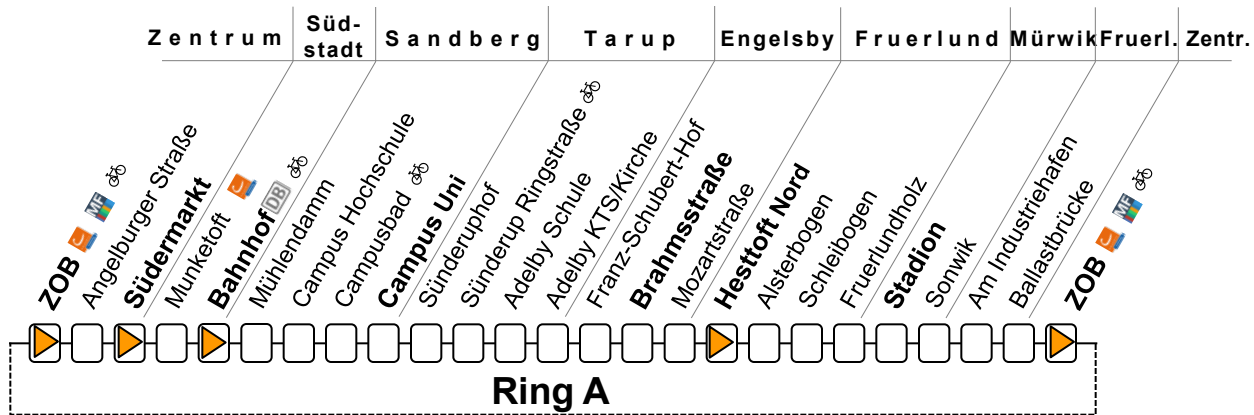 Zentrum
Süd-
stadt
Sandberg
Tarup
Engelsby
Fruerlund
Mürwik
Fruerl.
Zentr.
ZOB MF
Angelburger Straße
Südermarkt
Munketoft
Bahnhof DB
Mühlendamm
Campus Hochschule
Campusbad
Campus Uni
Sünderuphof
Sünderup Ringstraße
Adelby Schule
Adelby KTS/Kirche
Franz-Schubert-Hof
Brahmsstraße
Mozartstraße
Hesttoft Nord
Alsterbogen
Schleibogen
Fruerlundholz
Stadion
Sonwik
Am Industriehafen
Ballastbrücke
ZOB MF
Ring A